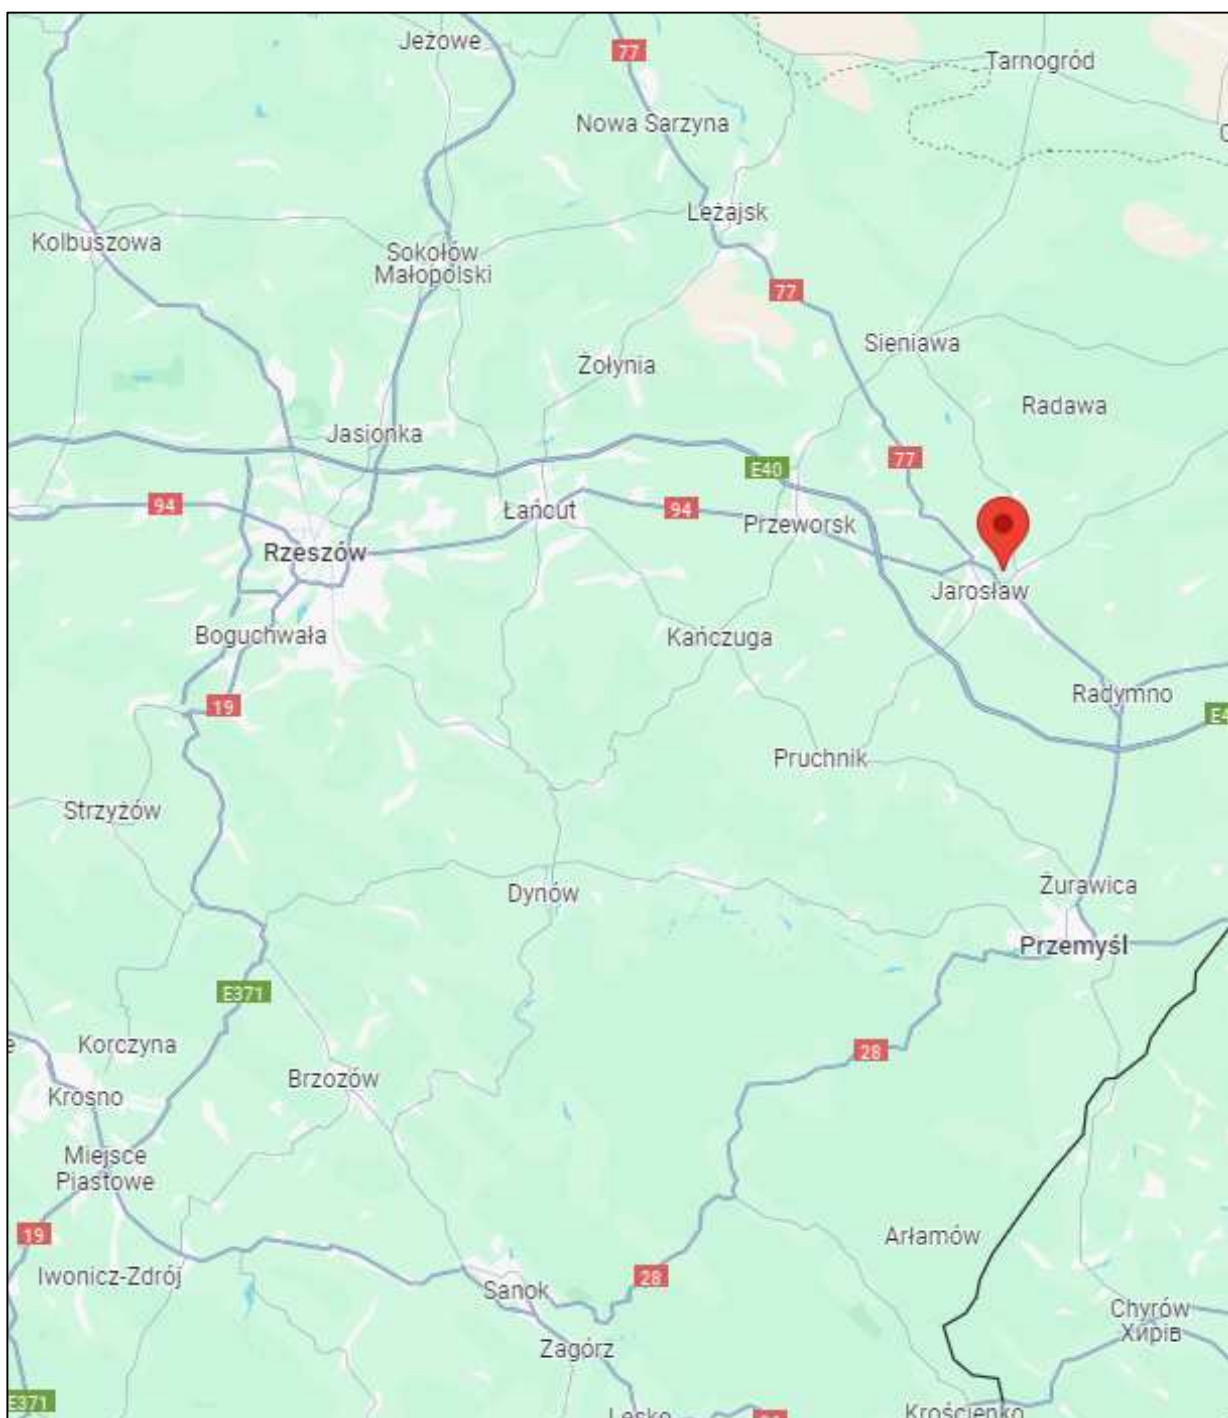 Jeżowe
77
Tarnogród
Nowa Sarzyna
Leżajsk
Kolbuszowa
Sokołów
Małopolski
77
Sieniawa
Żołynia
Radawa
Jasionka
77
E40
94
Łańcut
94
Przeworsk
Rzeszów
Jarosław
Boguchwała
Kańczuga
Radymno
19
E4
Pruchnik
Strzyżów
Dynów
Żurawica
Przemyśl
E371
Korczyna
e
28
Brzozów
Krosno
Miejsce
Piastowe
19
Arłamów
Iwonicz-Zdrój
28
Sanok
Chyrów
Хирів
Zagórz
E371
Lesko
Krościenko